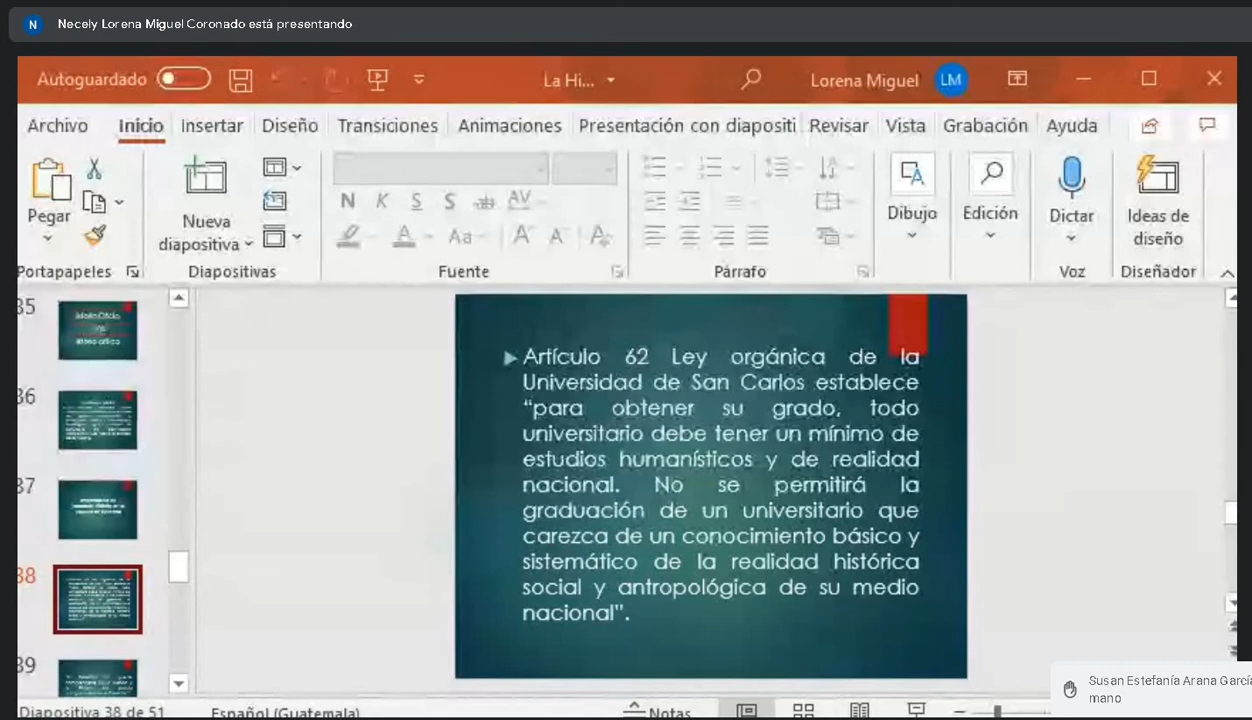 N Necely Lorena Miguel Coronado está presentando
Autoguardado La Hi... Lorena Miguel LM
Archivo Inicio Insertar Diseño Transiciones Animaciones Presentación con diapositi Revisar Vista Grabación Ayuda
Pegar
Nueva
diapositiva
N K S S ab AV
A Aa A A A
Dibujo
Edición
Dictar
Ideas de
diseño
Portapapeles Diapositivas Fuente Párrafo Voz Diseñador
35
36
37
38
39
Artículo 62 Ley orgánica de la
Universidad de San Carlos establece
“para obtener su grado, todo
universitario debe tener un mínimo de
estudios humanísticos y de realidad
nacional. No se permitirá la
graduación de un universitario que
carezca de un conocimiento básico y
sistemático de la realidad histórica
social y antropológica de su medio
nacional”.
Susan Estefanía Arana García
mano
Diapositiva 38 de 51 Español (Guatemala) Notas